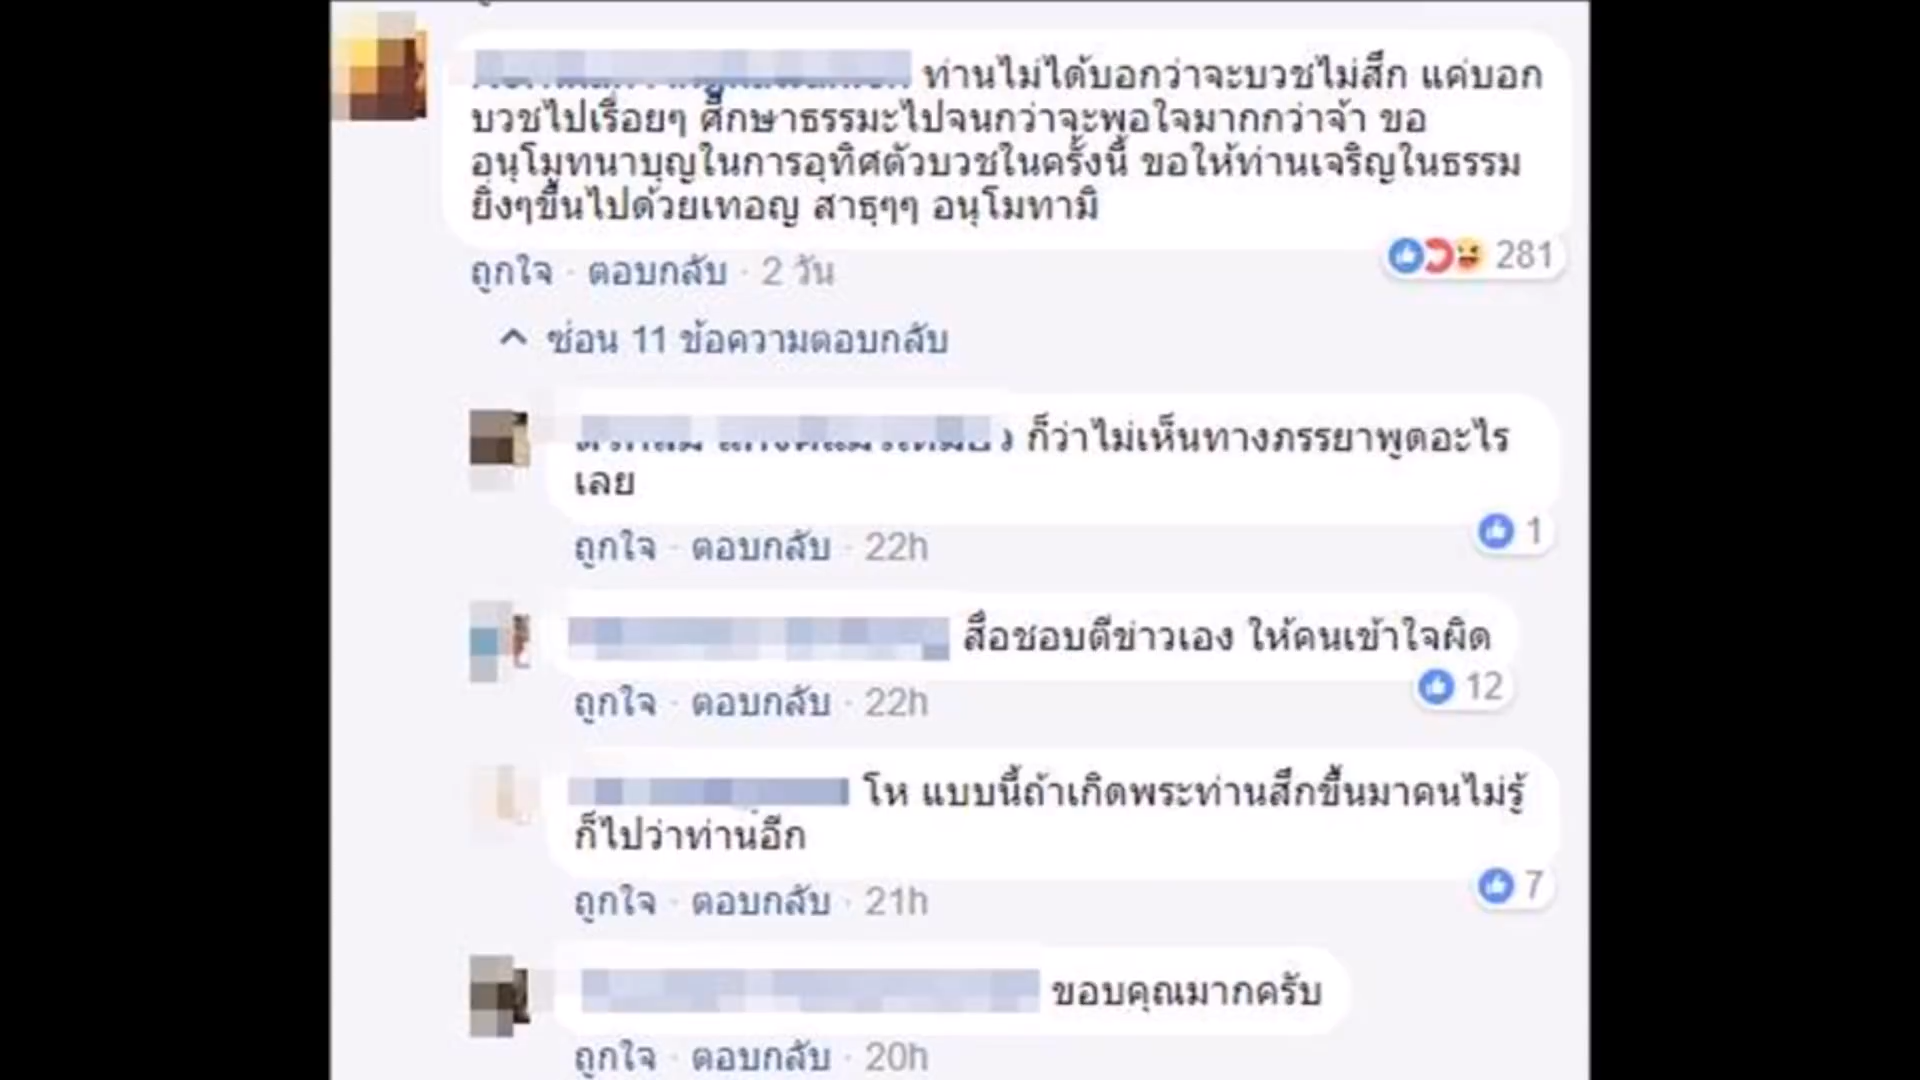 ท่านไม่ได้บอกว่าจะบวชไม่สึก แค่บอก
บวชไปเรื่อยๆ ศึกษาธรรมะไปจนกว่าจะพอใจมากกว่าจ้า ขอ
อนุโมทนาบุญในการอุทิศตัวบวชในครั้งนี้ ขอให้ท่านเจริญในธรรม
ยิ่งๆขึ้นไปด้วยเทอญ สาธุๆๆ อนุโมทามิ
281
ถูกใจ · ตอบกลับ · 2 วัน
ซ่อน 11 ข้อความตอบกลับ
ก็ว่าไม่เห็นทางภรรยาพูดอะไร
เลย
1
ถูกใจ · ตอบกลับ · 22h
สื่อชอบตีข่าวเอง ให้คนเข้าใจผิด
12
ถูกใจ · ตอบกลับ · 22h
โห แบบนี้ถ้าเกิดพระท่านสึกขึ้นมาคนไม่รู้
ก็ไปว่าท่านอีก
7
ถูกใจ · ตอบกลับ · 21h
ขอบคุณมากครับ
ถูกใจ · ตอบกลับ · 20h